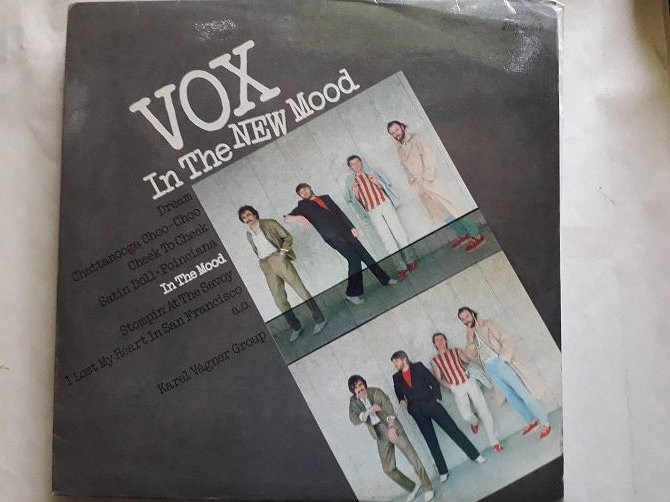 VOX
In The NEW Mood
Dream
Chattanooga Choo-Choo
Cheek To Cheek
Satin Doll·Poinciana
In The Mood
Stompin At The Savoy
I Lost My Heart In San Francisco
a.o.
Karel Vágner Group